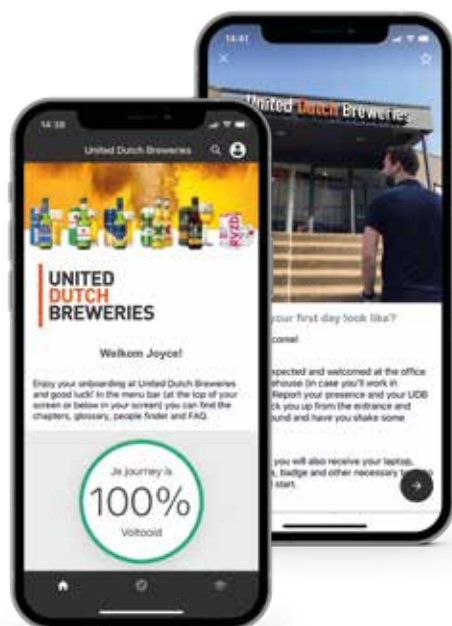 14:38
United Dutch Breweries
UNITED
DUTCH
BREWERIES
Welkom Joyce!
Enjoy your onboarding at United Dutch Breweries
and good luck! In the menu bar (at the top of your
screen or below in your screen) you can find the
chapters, glossary, people finder and FAQ.
Je journey is
100%
Voltooid
14:41
United Dutch Breweries
your first day look like?
expected and welcomed at the office
(in case you'll work in
Report your presence and your UDB
you up from the entrance and
and have you shake some
you will also receive your laptop,
badge and other necessary
start.